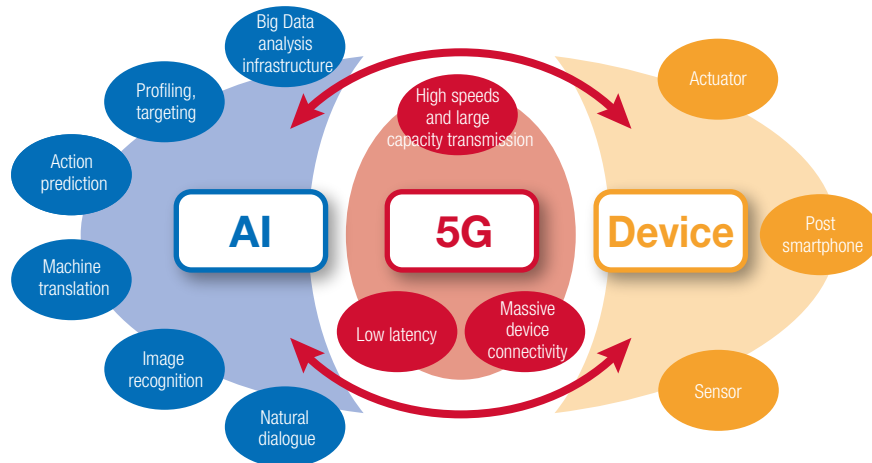 Big Data
analysis
infrastructure
Profiling,
targeting
Action
prediction
Machine
translation
Image
recognition
Natural
dialogue
AI
High speeds
and large
capacity transmission
5G
Low latency
Massive
device
connectivity
Actuator
Device
Post
smartphone
Sensor